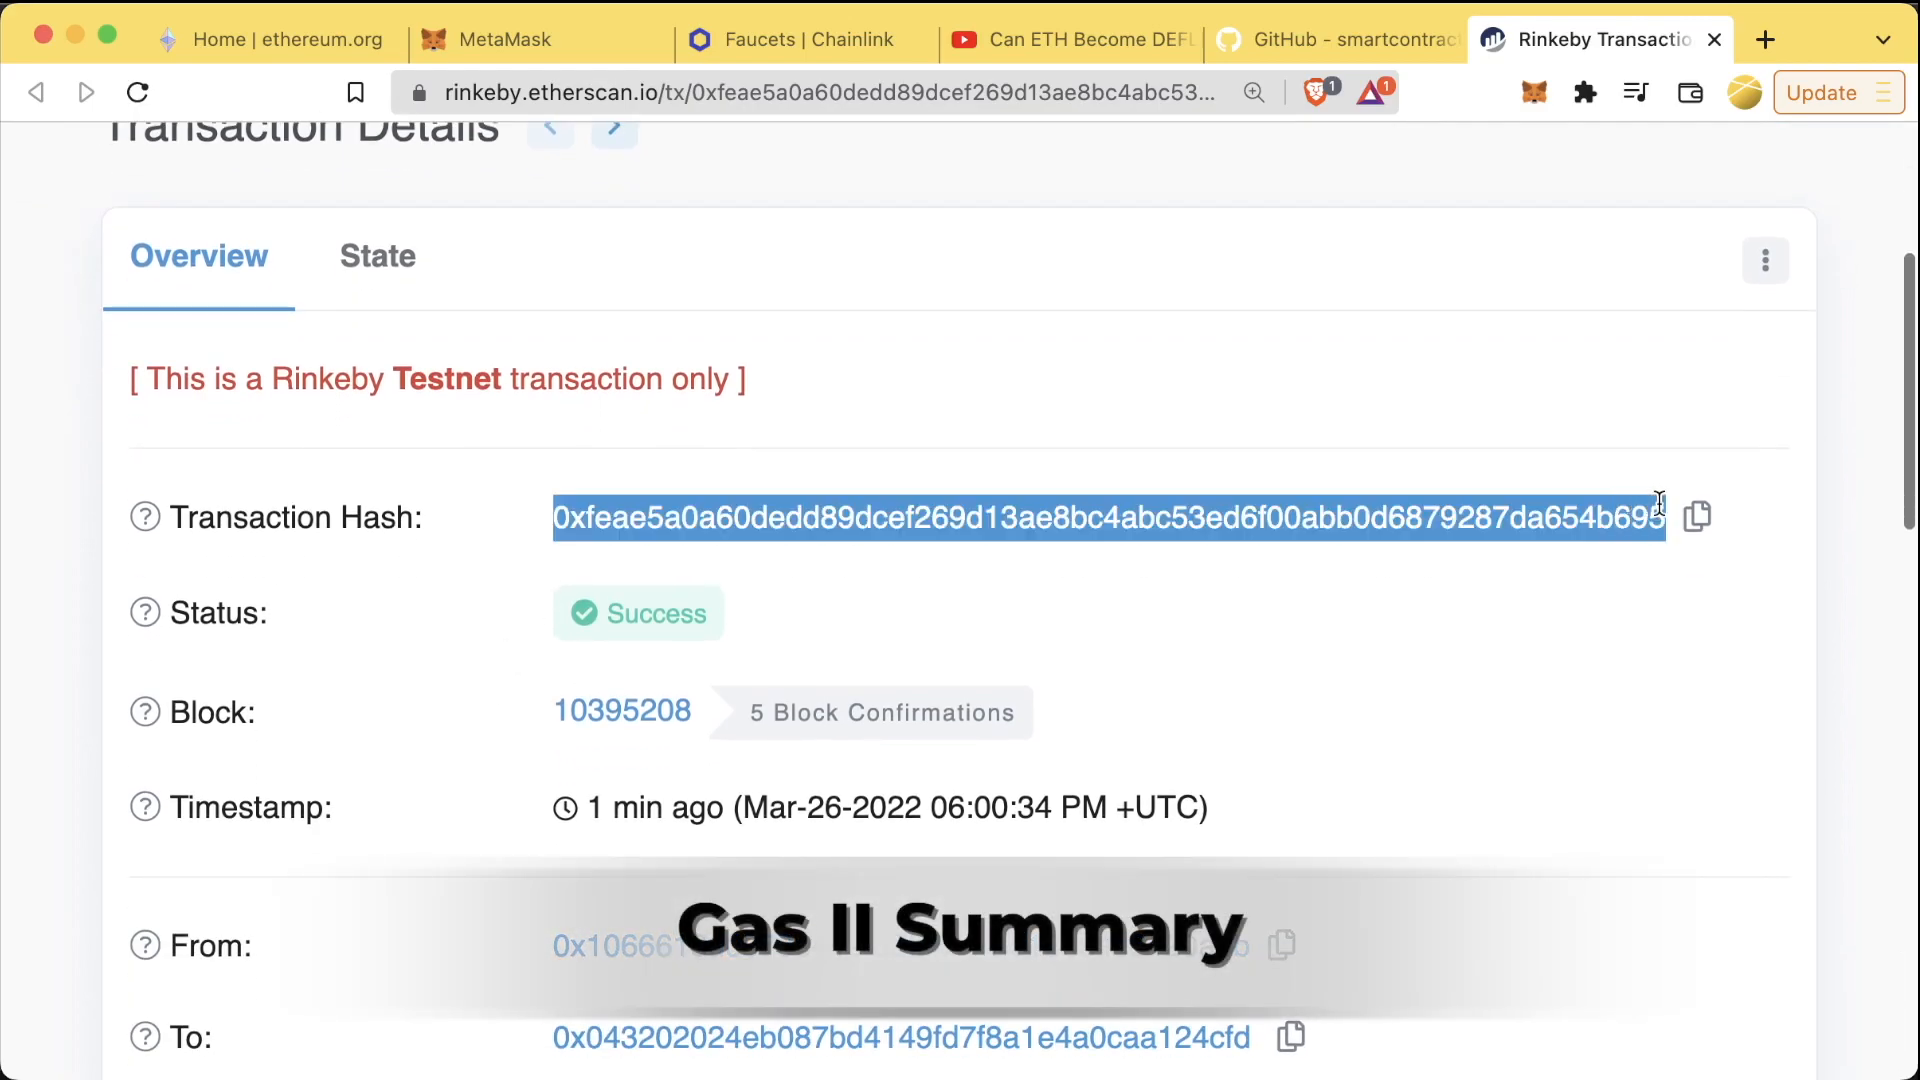 Home | ethereum.org
MetaMask
Faucets | Chainlink
Can ETH Become DEFL
GitHub - smartcontrac
Rinkeby Transactio
rinkeby.etherscan.io/tx/0xfeae5a0a60dedd89dcef269d13ae8bc4abc53...
1
1
Update
Transaction Details
Overview
State
[ This is a Rinkeby Testnet transaction only ]
Transaction Hash:
0xfeae5a0a60dedd89dcef269d13ae8bc4abc53ed6f00abb0d6879287da654b695
Status:
Success
Block:
10395208
5 Block Confirmations
Timestamp:
1 min ago (Mar-26-2022 06:00:34 PM +UTC)
From:
Gas II Summary
To:
0x043202024eb087bd4149fd7f8a1e4a0caa124cfd